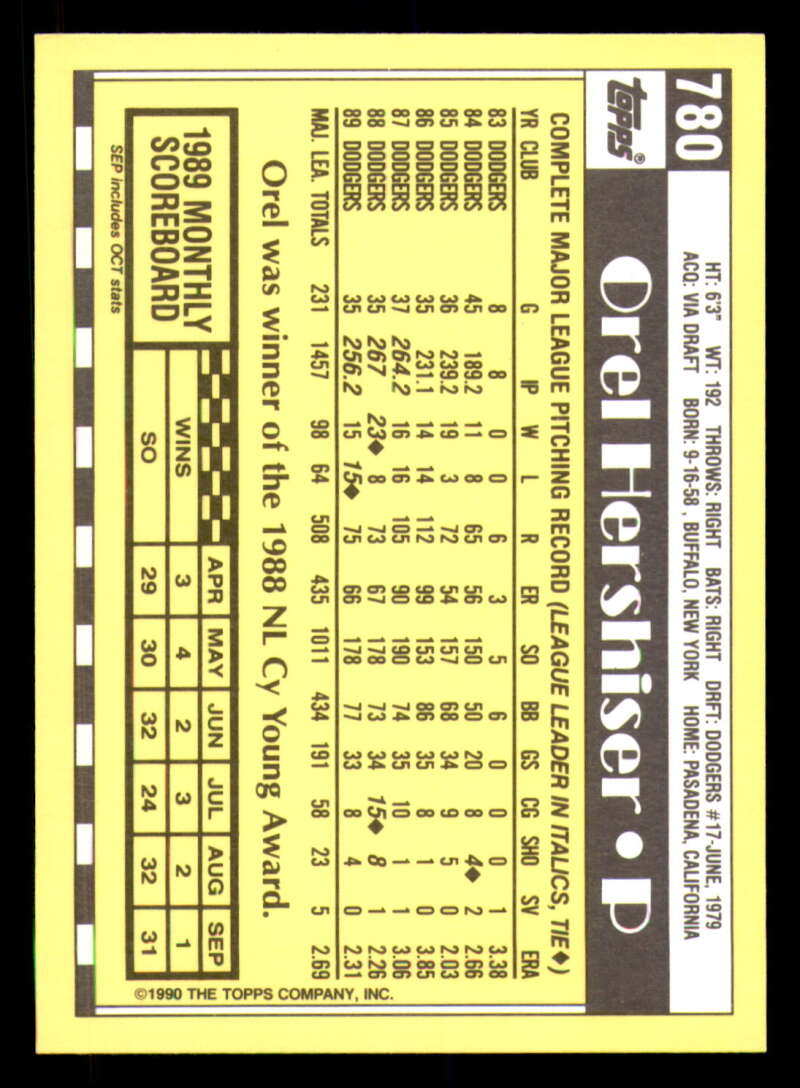 780
HT: 6'3" WT: 192 THROWS: RIGHT BATS: RIGHT DRFT: DODGERS #17-JUNE, 1979
ACQ: VIA DRAFT BORN: 9-16-58 , BUFFALO, NEW YORK HOME: PASADENA, CALIFORNIA
topps®
Orel Hershiser • P
COMPLETE MAJOR LEAGUE PITCHING RECORD (LEAGUE LEADER IN ITALICS, TIE◆)
YR CLUB G IP W L R ER SO BB GS CG SHO SV ERA
83 DODGERS 8 8 0 0 6 3 5 6 0 0 0 1 3.38
84 DODGERS 45 189.2 11 8 65 56 150 50 20 8 4◆ 2 2.66
85 DODGERS 36 239.2 19 3 72 54 157 68 34 9 5 0 2.03
86 DODGERS 35 231.1 14 14 112 99 153 86 35 8 1 0 3.85
87 DODGERS 37 264.2 16 16 105 90 190 74 35 10 1 1 3.06
88 DODGERS 35 267 23◆ 8 73 67 178 73 34 15◆ 8 1 2.26
89 DODGERS 35 256.2 15 15◆ 75 66 178 77 33 8 4 0 2.31
MAJ. LEA. TOTALS 231 1457 98 64 508 435 1011 434 191 58 23 5 2.69
Orel was winner of the 1988 NL Cy Young Award.
1989 MONTHLY
SCOREBOARD
APR MAY JUN JUL AUG SEP
WINS 3 4 2 3 2 1
SO 29 30 32 24 32 31
SEP includes OCT stats
©1990 THE TOPPS COMPANY, INC.